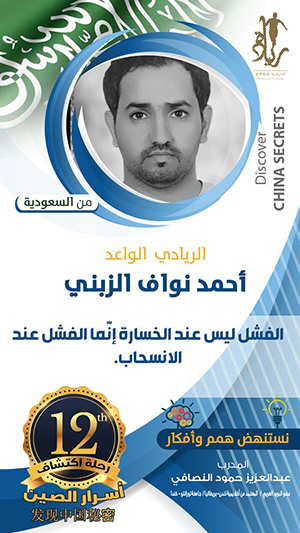 ريادة
Discover
CHINA SECRETS
من السعودية
الريادي الواعد
أحمد نواف الزبني
الفشل ليس عند الخسارة إنّما الفشل عند
الانسحاب.
12th
رحلة اكتشاف
أسرار الصين
发现中国秘密
نستنهض همم وأفكار
المدرب
عبدالعزيز حمود النصافي